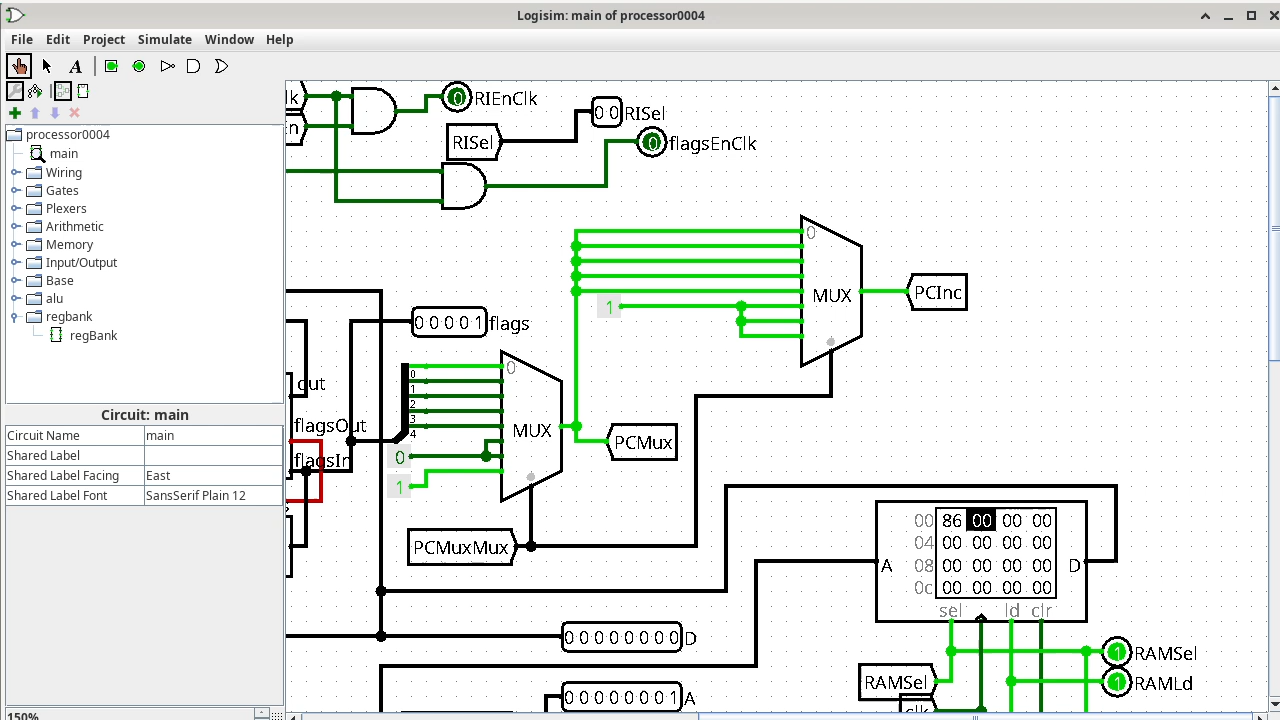 Logisim: main of processor0004
File Edit Project Simulate Window Help
A
processor0004
main
Wiring
Gates
Plexers
Arithmetic
Memory
Input/Output
Base
alu
regbank
regBank
Circuit: main
Circuit Name main
Shared Label
Shared Label Facing East
Shared Label Font SansSerif Plain 12
150%
lk
0 RIEnClk
n
RISel
0 0 RISel
0 flagsEnClk
0
MUX
PCInc
1
0 0 0 0 1 flags
out
flagsOut
flagsIn
0
1
2
3
4
0
MUX
PCMux
0
1
PCMuxMux
00 86 00 00 00
04 00 00 00 00
08 00 00 00 00
0c 00 00 00 00
A
D
sel ld clr
0 0 0 0 0 0 0 0 D
1 RAMSel
RAMSel
1 RAMLd
0 0 0 0 0 0 0 1 A
clk